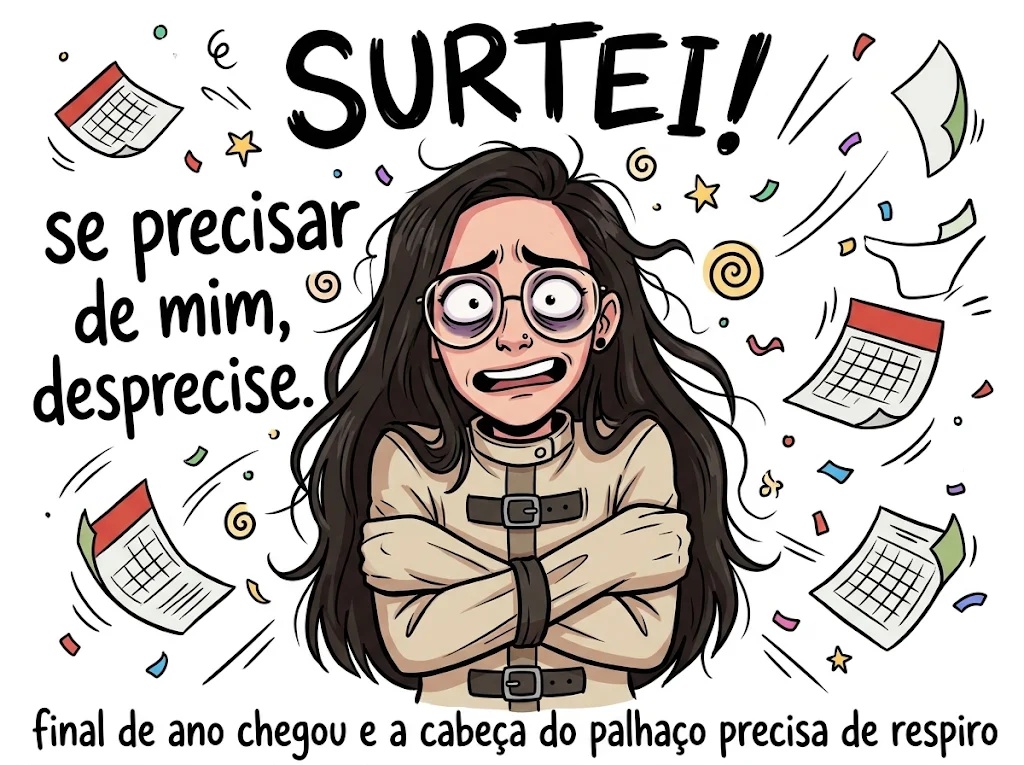 SURTEI!
se precisar
de mim,
desprecise.
final de ano chegou e a cabeça do palhaço precisa de respiro